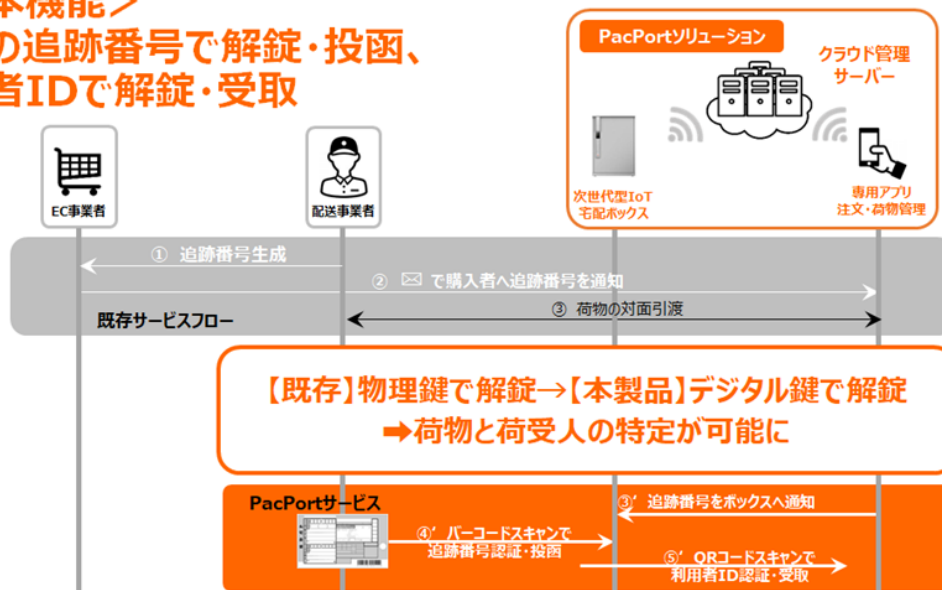 本機能＞
の追跡番号で解錠・投函、
者IDで解錠・受取
PacPortソリューション
クラウド管理
サーバー
EC事業者
配送事業者
次世代型IoT
宅配ボックス
専用アプリ
注文・荷物管理
① 追跡番号生成
② ✉ で購入者へ追跡番号を通知
③ 荷物の対面引渡
既存サービスフロー
【既存】物理鍵で解錠→【本製品】デジタル鍵で解錠
➡荷物と荷受人の特定が可能に
PacPortサービス
③’ 追跡番号をボックスへ通知
④’ バーコードスキャンで
追跡番号認証・投函
⑤’ QRコードスキャンで
利用者ID認証・受取